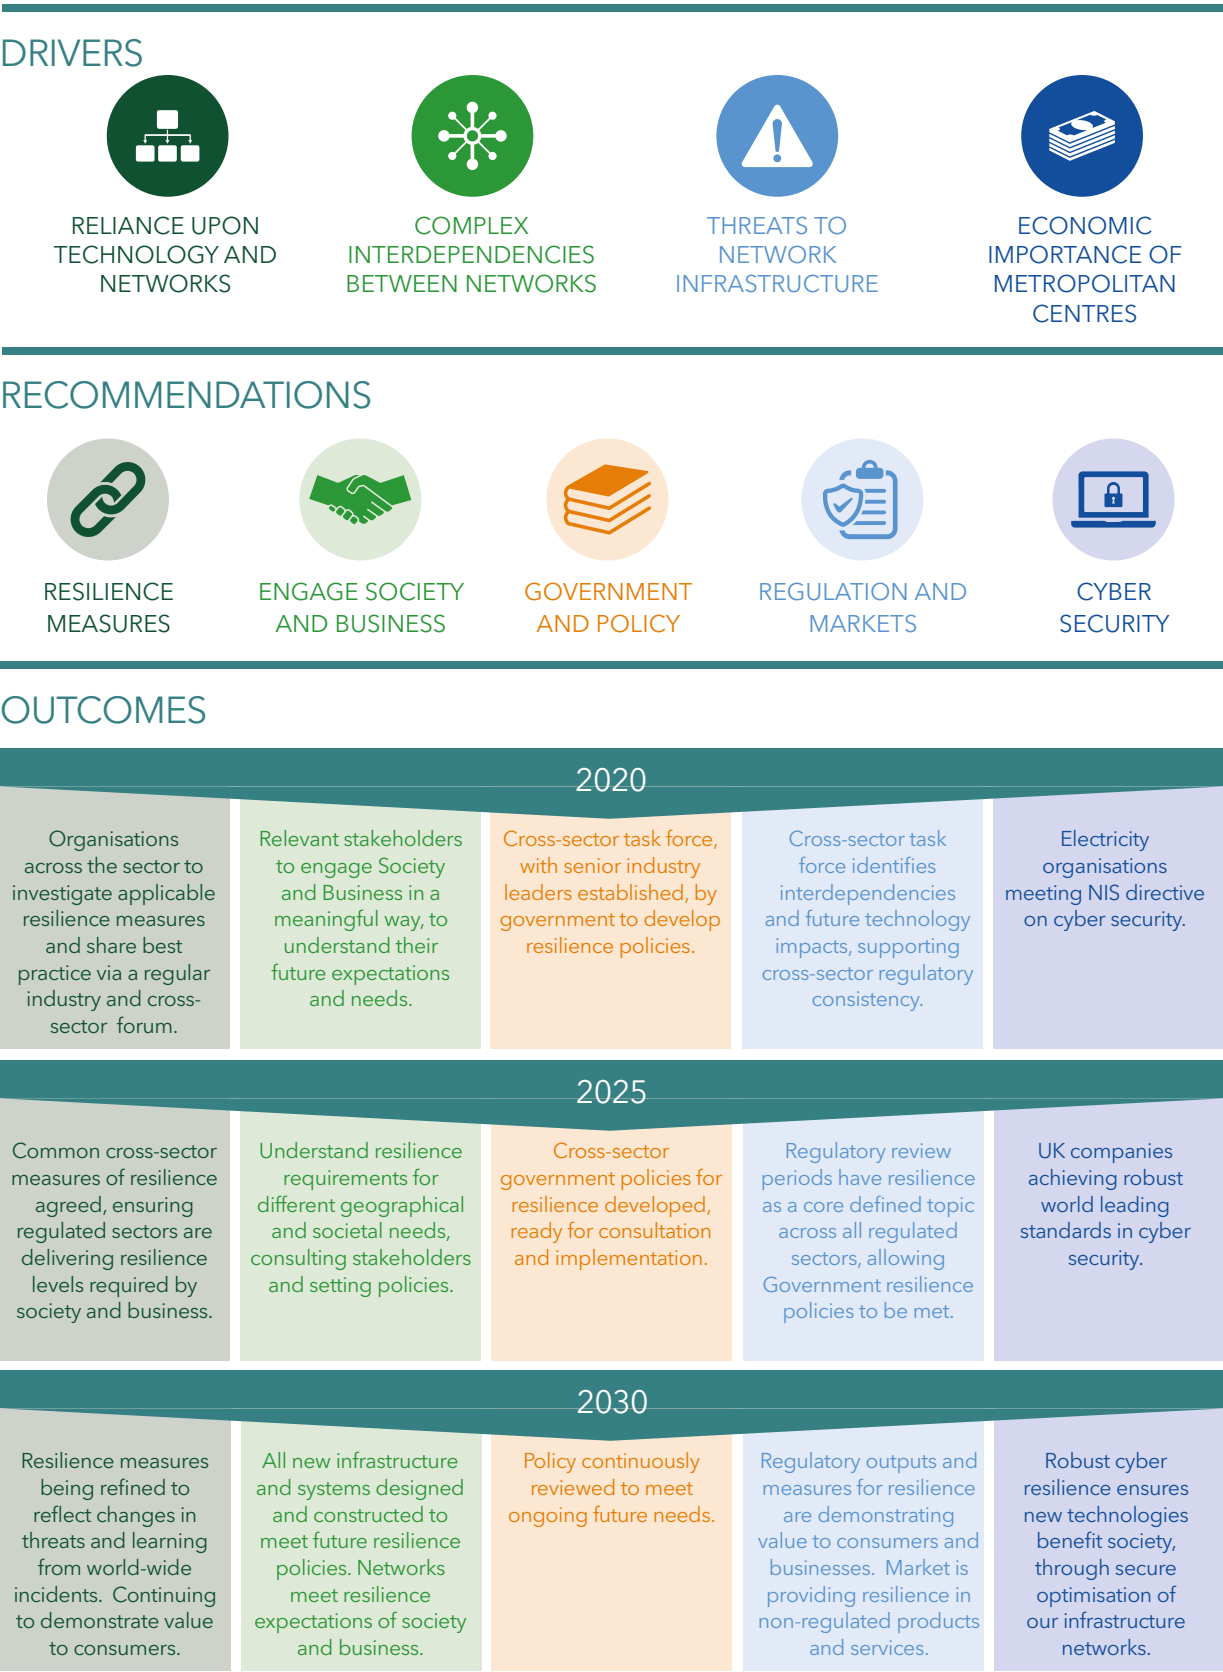 DRIVERS
RELIANCE UPON
TECHNOLOGY AND
NETWORKS
COMPLEX
INTERDEPENDENCIES
BETWEEN NETWORKS
THREATS TO
NETWORK
INFRASTRUCTURE
ECONOMIC
IMPORTANCE OF
METROPOLITAN
CENTRES
RECOMMENDATIONS
RESILIENCE
MEASURES
ENGAGE SOCIETY
AND BUSINESS
GOVERNMENT
AND POLICY
REGULATION AND
MARKETS
CYBER
SECURITY
OUTCOMES
2020
Organisations
across the sector to
investigate applicable
resilience measures
and share best
practice via a regular
industry and cross-
sector forum.
Relevant stakeholders
to engage Society
and Business in a
meaningful way, to
understand their
future expectations
and needs.
Cross-sector task force,
with senior industry
leaders established, by
government to develop
resilience policies.
Cross-sector task
force identifies
interdependencies
and future technology
impacts, supporting
cross-sector regulatory
consistency.
Electricity
organisations
meeting NIS directive
on cyber security.
2025
Common cross-sector
measures of resilience
agreed, ensuring
regulated sectors are
delivering resilience
levels required by
society and business.
Understand resilience
requirements for
different geographical
and societal needs,
consulting stakeholders
and setting policies.
Cross-sector
government policies for
resilience developed,
ready for consultation
and implementation.
Regulatory review
periods have resilience
as a core defined topic
across all regulated
sectors, allowing
Government resilience
policies to be met.
UK companies
achieving robust
world leading
standards in cyber
security.
2030
Resilience measures
being refined to
reflect changes in
threats and learning
from world-wide
incidents. Continuing
to demonstrate value
to consumers.
All new infrastructure
and systems designed
and constructed to
meet future resilience
policies. Networks
meet resilience
expectations of society
and business.
Policy continuously
reviewed to meet
ongoing future needs.
Regulatory outputs and
measures for resilience
are demonstrating
value to consumers and
businesses. Market is
providing resilience in
non-regulated products
and services.
Robust cyber
resilience ensures
new technologies
benefit society,
through secure
optimisation of
our infrastructure
networks.